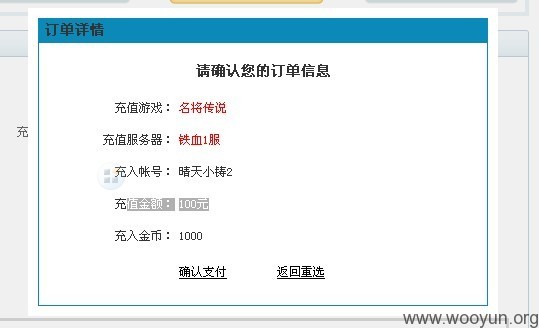 订单详情
请确认您的订单信息
充值游戏： 名将传说
充值服务器： 铁血1服
充
充入帐号： 晴天小铸2
充值金额： 100元
充入金币： 1000
确认支付 返回重选
www.wooyun.org